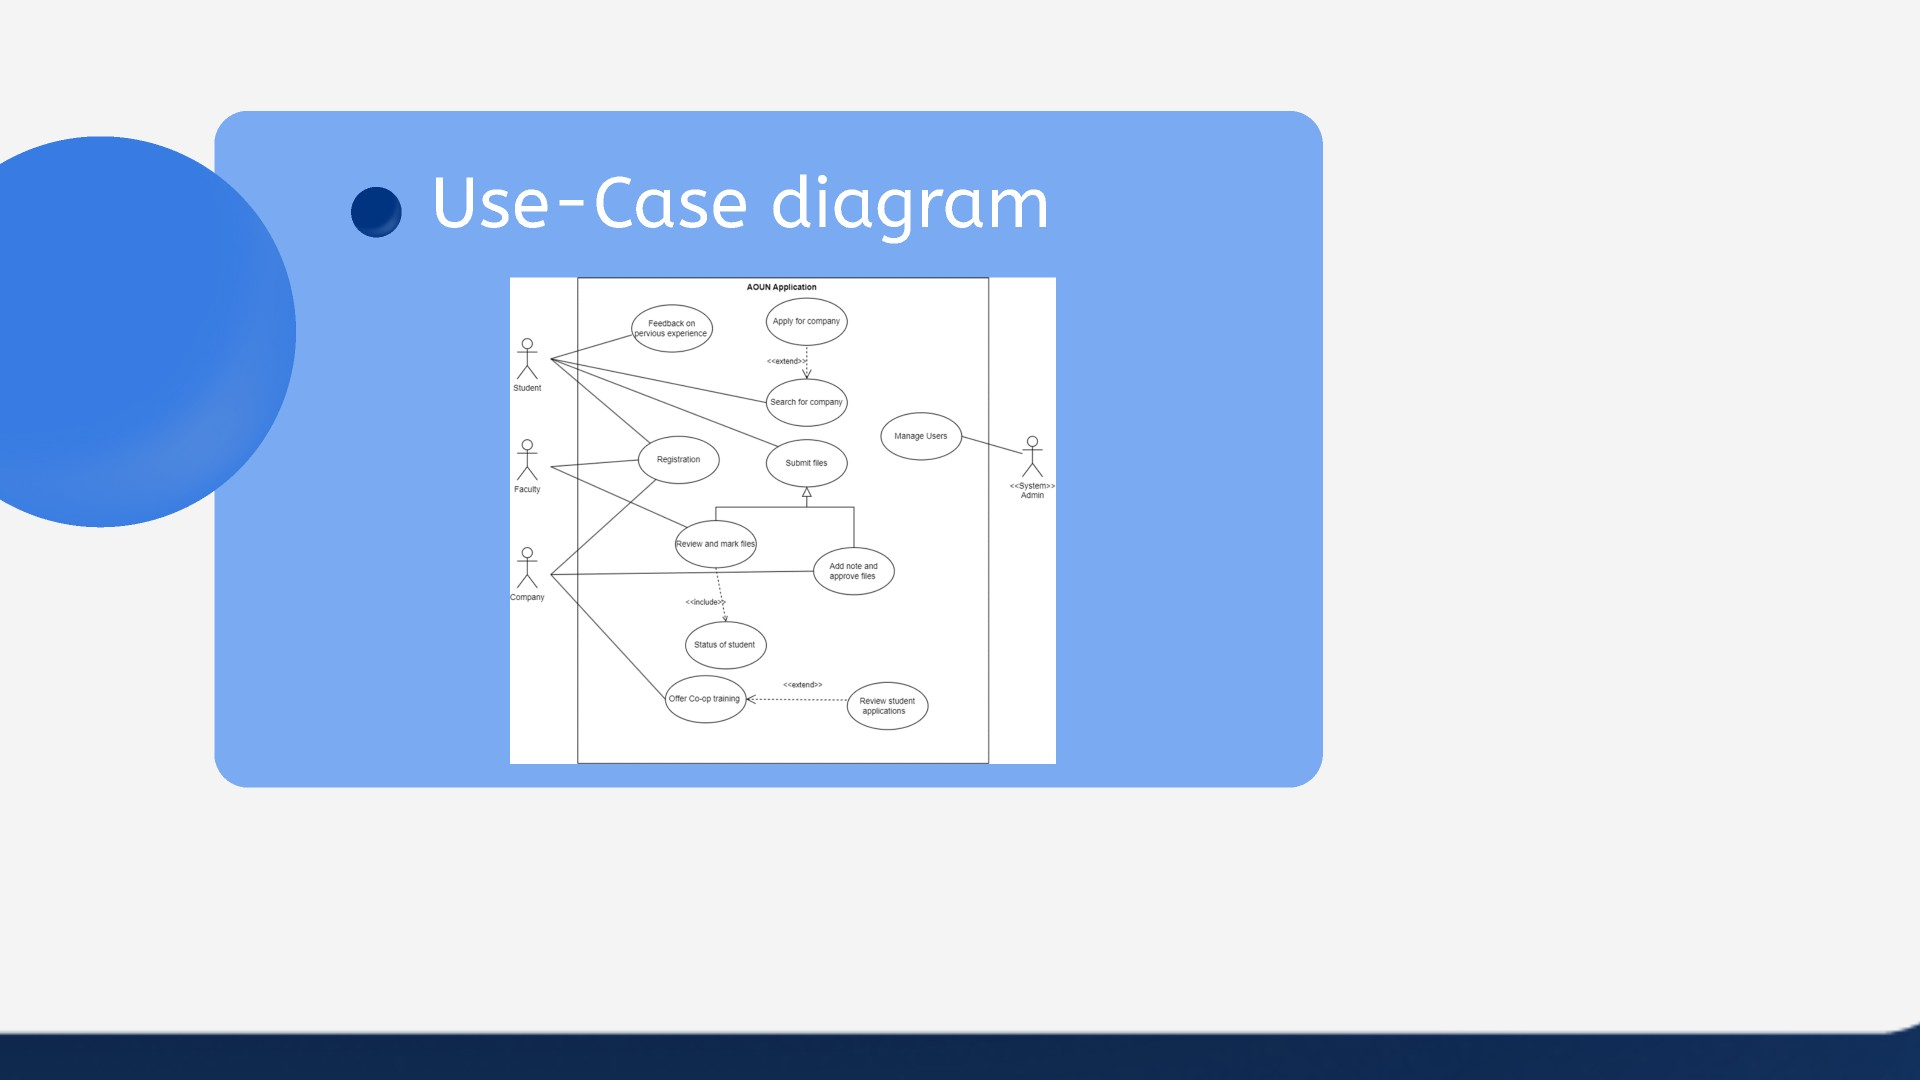 Use-Case diagram
AOUN Application
Feedback on
pervious experience
Apply for company
<<extend>>
Student
Search for company
Manage Users
Registration
Submit files
Faculty
<<System>>
Admin
Review and mark files
Add note and
approve files
Company
<<include>>
Status of student
<<extend>>
Offer Co-op training
Review student
applications